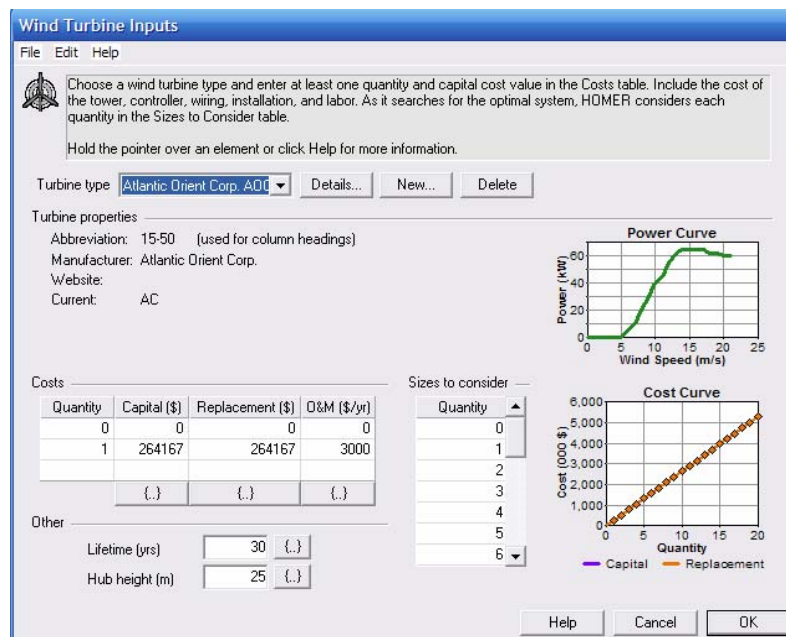 Wind Turbine Inputs
File Edit Help
Choose a wind turbine type and enter at least one quantity and capital cost value in the Costs table. Include the cost of
the tower, controller, wiring, installation, and labor. As it searches for the optimal system, HOMER considers each
quantity in the Sizes to Consider table.
Hold the pointer over an element or click Help for more information.
Turbine type Atlantic Orient Corp. AOC Details... New... Delete
Turbine properties
Abbreviation: 15-50 (used for column headings)
Manufacturer: Atlantic Orient Corp.
Website:
Current: AC
Power Curve
Power (kW)
60
40
20
0
0 5 10 15 20 25
Wind Speed (m/s)
Costs
Quantity Capital ($) Replacement ($) O&M ($/yr)
0 0 0 0
1 264167 264167 3000
{..} {..} {..}
Other
Lifetime (yrs) 30 {..}
Hub height (m) 25 {..}
Sizes to consider
Quantity
0
1
2
3
4
5
6
Cost Curve
Cost (000 $)
6,000
5,000
4,000
3,000
2,000
1,000
0
0 5 10 15 20
Quantity
Capital Replacement
Help Cancel OK